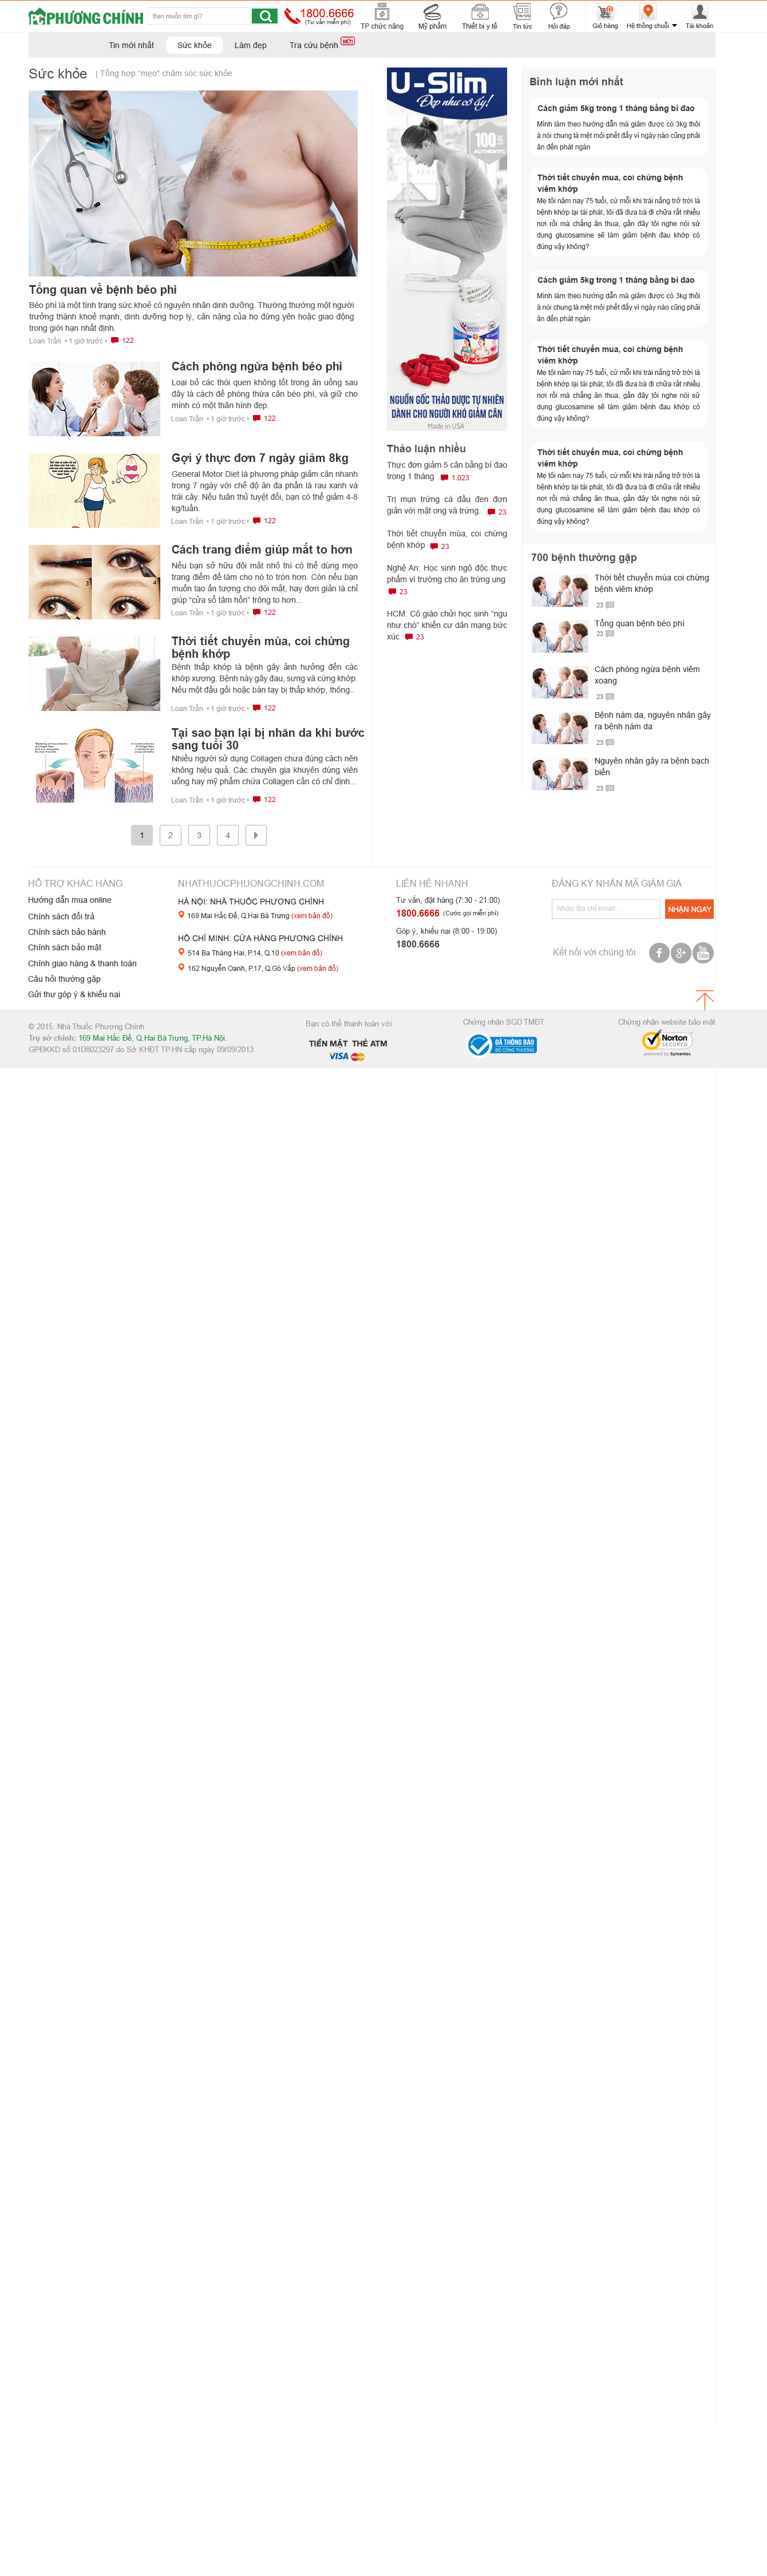 PHƯƠNG CHÍNH
Bạn muốn tìm gì?
1800.6666
(Tư vấn miễn phí)
TP chức năng
Mỹ phẩm
Thiết bị y tế
Tin tức
Hỏi đáp
Giỏ hàng
Hệ thống chuỗi
Tài khoản
Tin mới nhất
Sức khỏe
Làm đẹp
Tra cứu bệnh
MỚI
Sức khỏe
| Tổng hợp "mẹo" chăm sóc sức khỏe
Tổng quan về bệnh béo phì
Béo phì là một tình trạng sức khoẻ có nguyên nhân dinh dưỡng. Thường thường một người
trưởng thành khoẻ mạnh, dinh dưỡng hợp lý, cân nặng của họ đứng yên hoặc giao động
trong giới hạn nhất định.
Loan Trần • 1 giờ trước • 122
Cách phòng ngừa bệnh béo phì
Loại bỏ các thói quen không tốt trong ăn uống sau
đây là cách đề phòng thừa cân béo phì, và giữ cho
mình có một thân hình đẹp.
Loan Trần • 1 giờ trước • 122
Gợi ý thực đơn 7 ngày giảm 8kg
General Motor Diet là phương pháp giảm cân nhanh
trong 7 ngày với chế độ ăn đa phần là rau xanh và
trái cây. Nếu tuân thủ tuyệt đối, bạn có thể giảm 4-8
kg/tuần.
Loan Trần • 1 giờ trước • 122
Cách trang điểm giúp mắt to hơn
Nếu bạn sở hữu đôi mắt nhỏ thì có thể dùng mẹo
trang điểm để làm cho nó to tròn hơn. Còn nếu bạn
muốn tạo ấn tượng cho đôi mắt, hay đơn giản là chỉ
giúp "cửa sổ tâm hồn" trông to hơn...
Loan Trần • 1 giờ trước • 122
3
4
Thời tiết chuyển mùa, coi chừng
bệnh khớp
Bệnh thấp khớp là bệnh gây ảnh hưởng đến các
khớp xương. Bệnh này gây đau, sưng và cứng khớp.
Nếu một đầu gối hoặc bàn tay bị thấp khớp, thông..
Loan Trần • 1 giờ trước • 122
Tại sao bạn lại bị nhăn da khi bước
sang tuổi 30
Nhiều người sử dụng Collagen chưa đúng cách nên
không hiệu quả. Các chuyên gia khuyên dùng viên
uống hay mỹ phẩm chứa Collagen cần có chỉ định...
Loan Trần • 1 giờ trước • 122
1
2
3
4
U-Slim
Đẹp như cô ấy!
100%
AUTHENTIC
NGUỒN GỐC THẢO DƯỢC TỰ NHIÊN
DÀNH CHO NGƯỜI KHÓ GIẢM CÂN
Made in USA
Thảo luận nhiều
Thực đơn giảm 5 cân bằng bí đao
trong 1 tháng 1.023
Trị mụn trứng cá đầu đen đơn
giản với mật ong và trứng. 23
Thời tiết chuyển mùa, coi chừng
bệnh khớp 23
Nghệ An: Học sinh ngộ độc thực
phẩm vì trường cho ăn trứng ung
23
HCM: Cô giáo chửi học sinh "ngu
như chó" khiến cư dân mạng bức
xúc 23
Bình luận mới nhất
Cách giảm 5kg trong 1 tháng bằng bí đao
Mình làm theo hướng dẫn mà giảm được có 3kg thôi
à nói chung là mệt mỏi phết đấy vì ngày nào cũng phải
ăn đến phát ngán
Thời tiết chuyển mùa, coi chừng bệnh
viêm khớp
Mẹ tôi năm nay 75 tuổi, cứ mỗi khi trái nắng trở trời là
bệnh khớp lại tái phát, tôi đã đưa bà đi chữa rất nhiều
nơi rồi mà chẳng ăn thua, gần đây tôi nghe nói sử
dụng glucosamine sẽ làm giảm bệnh đau khớp có
đúng vậy không?
Cách giảm 5kg trong 1 tháng bằng bí đao
Mình làm theo hướng dẫn mà giảm được có 3kg thôi
à nói chung là mệt mỏi phết đấy vì ngày nào cũng phải
ăn đến phát ngán
Thời tiết chuyển mùa, coi chừng bệnh
viêm khớp
Mẹ tôi năm nay 75 tuổi, cứ mỗi khi trái nắng trở trời là
bệnh khớp lại tái phát, tôi đã đưa bà đi chữa rất nhiều
nơi rồi mà chẳng ăn thua, gần đây tôi nghe nói sử
dụng glucosamine sẽ làm giảm bệnh đau khớp có
đúng vậy không?
Thời tiết chuyển mùa, coi chừng bệnh
viêm khớp
Mẹ tôi năm nay 75 tuổi, cứ mỗi khi trái nắng trở trời là
bệnh khớp lại tái phát, tôi đã đưa bà đi chữa rất nhiều
nơi rồi mà chẳng ăn thua, gần đây tôi nghe nói sử
dụng glucosamine sẽ làm giảm bệnh đau khớp có
đúng vậy không?
700 bệnh thường gặp
Thời tiết chuyển mùa coi chừng
bệnh viêm khớp
23
Tổng quan bệnh béo phì
23
Cách phòng ngừa bệnh viêm
xoang
23
Bệnh nám da, nguyên nhân gây
ra bệnh nám da
23
Nguyên nhân gây ra bệnh bạch
biến
23
HỖ TRỢ KHÁC HÀNG
Hướng dẫn mua online
Chính sách đổi trả
Chính sách bảo hành
Chính sách bảo mật
Chính giao hàng & thanh toán
Câu hỏi thường gặp
Gửi thư góp ý & khiếu nại
NHATHUOCPHUONGCHINH.COM
HÀ NỘI: NHÀ THUỐC PHƯƠNG CHÍNH
169 Mai Hắc Đế, Q.Hai Bà Trưng (xem bản đồ)
HỒ CHÍ MINH: CỬA HÀNG PHƯƠNG CHÍNH
514 Ba Tháng Hai, P.14, Q.10 (xem bản đồ)
162 Nguyễn Oanh, P.17, Q.Gò Vấp (xem bản đồ)
LIÊN HỆ NHANH
Tư vấn, đặt hàng (7:30 - 21:00)
1800.6666 (Cước gọi miễn phí)
Góp ý, khiếu nại (8:00 - 19:00)
1800.6666
ĐĂNG KÝ NHẬN MÃ GIẢM GIÁ
Nhập địa chỉ email...
NHẬN NGAY
Kết nối với chúng tôi
f
g+
You
Tube
© 2015. Nhà Thuốc Phương Chính
Trụ sở chính: 169 Mai Hắc Đế, Q.Hai Bà Trưng, TP.Hà Nội.
GPĐKKD số 01D8023297 do Sở KHĐT TP.HN cấp ngày 09/09/2013
Bạn có thể thanh toán với
TIỀN MẶT THẺ ATM
VISA
Chứng nhận SGD TMĐT
ĐÃ THÔNG BÁO
BỘ CÔNG THƯƠNG
Chứng nhận website bảo mật
Norton
SECURED
powered by Symantec